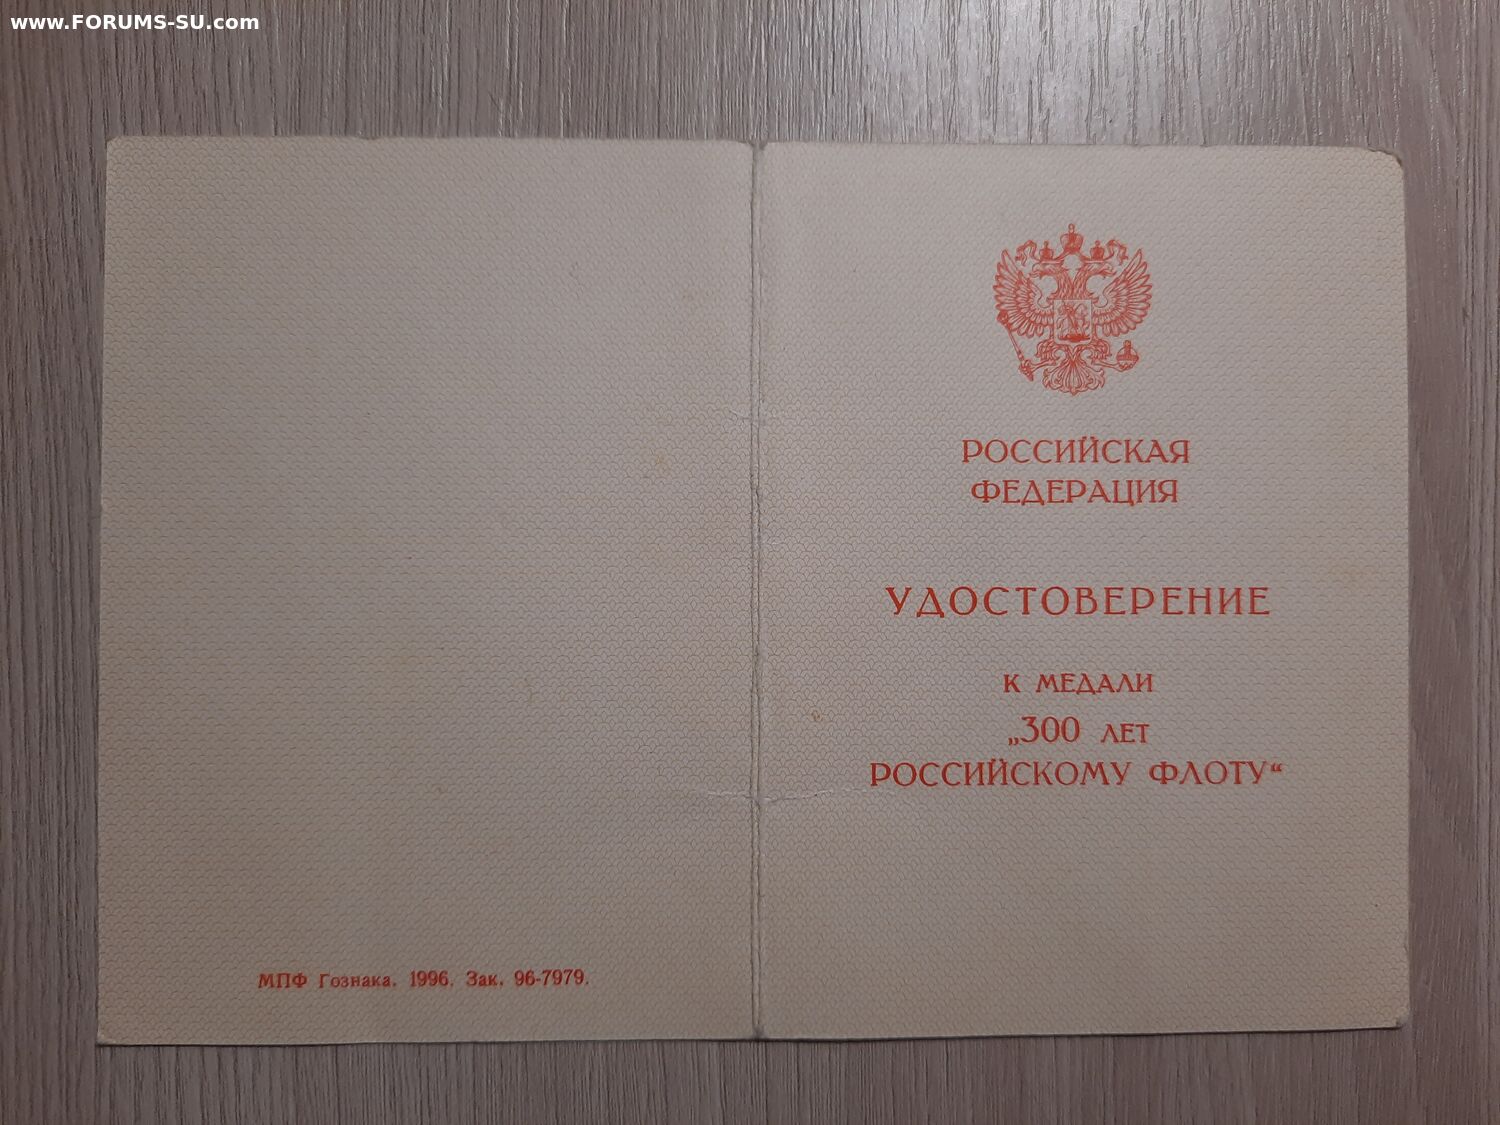 www.FORUMS-SU.com
РОССИЙСКАЯ
ФЕДЕРАЦИЯ
УДОСТОВЕРЕНИЕ
К МЕДАЛИ
„300 ЛЕТ
РОССИЙСКОМУ ФЛОТУ“
МПФ Гознака. 1996. Зак. 96-7979.